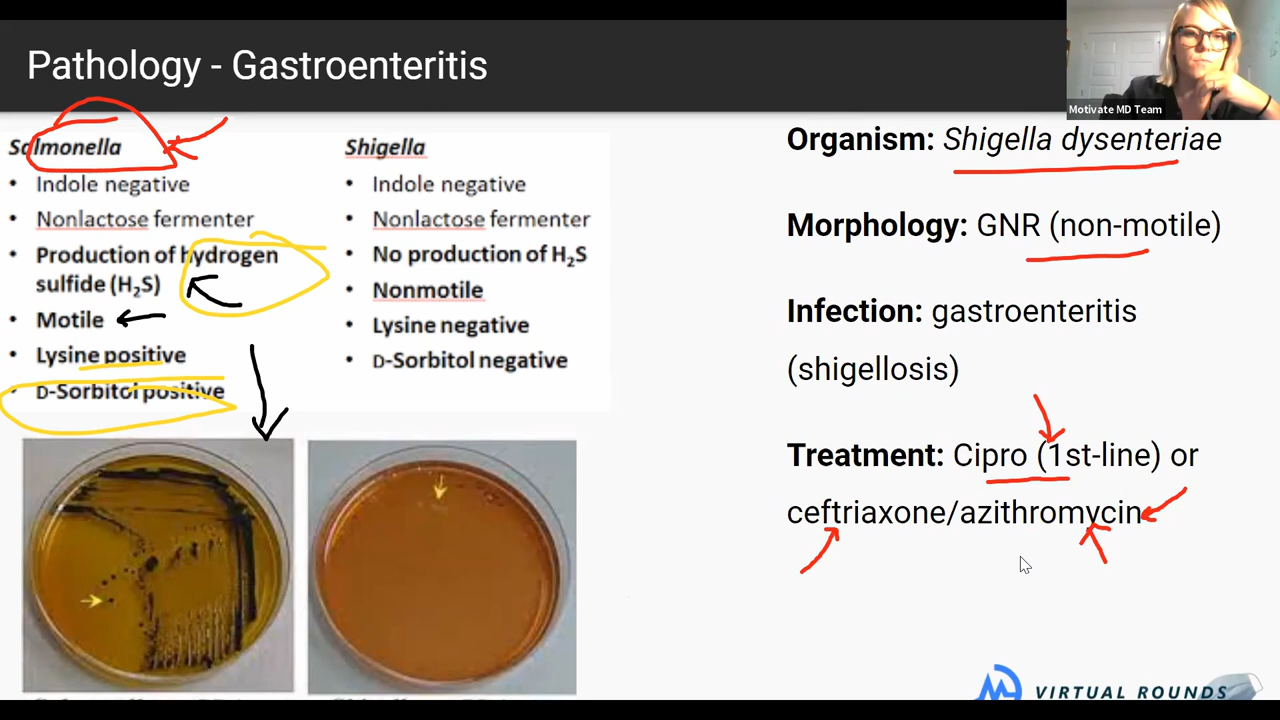 Pathology - Gastroenteritis
Motivate MD Team
Salmonella
• Indole negative
• Nonlactose fermenter
• Production of hydrogen
sulfide (H₂S)
• Motile
• Lysine positive
• D-Sorbitol positive
Shigella
• Indole negative
• Nonlactose fermenter
• No production of H₂S
• Nonmotile
• Lysine negative
• D-Sorbitol negative
Organism: Shigella dysenteriae
Morphology: GNR (non-motile)
Infection: gastroenteritis
(shigellosis)
Treatment: Cipro (1st-line) or
ceftriaxone/azithromycin
VIRTUAL ROUNDS